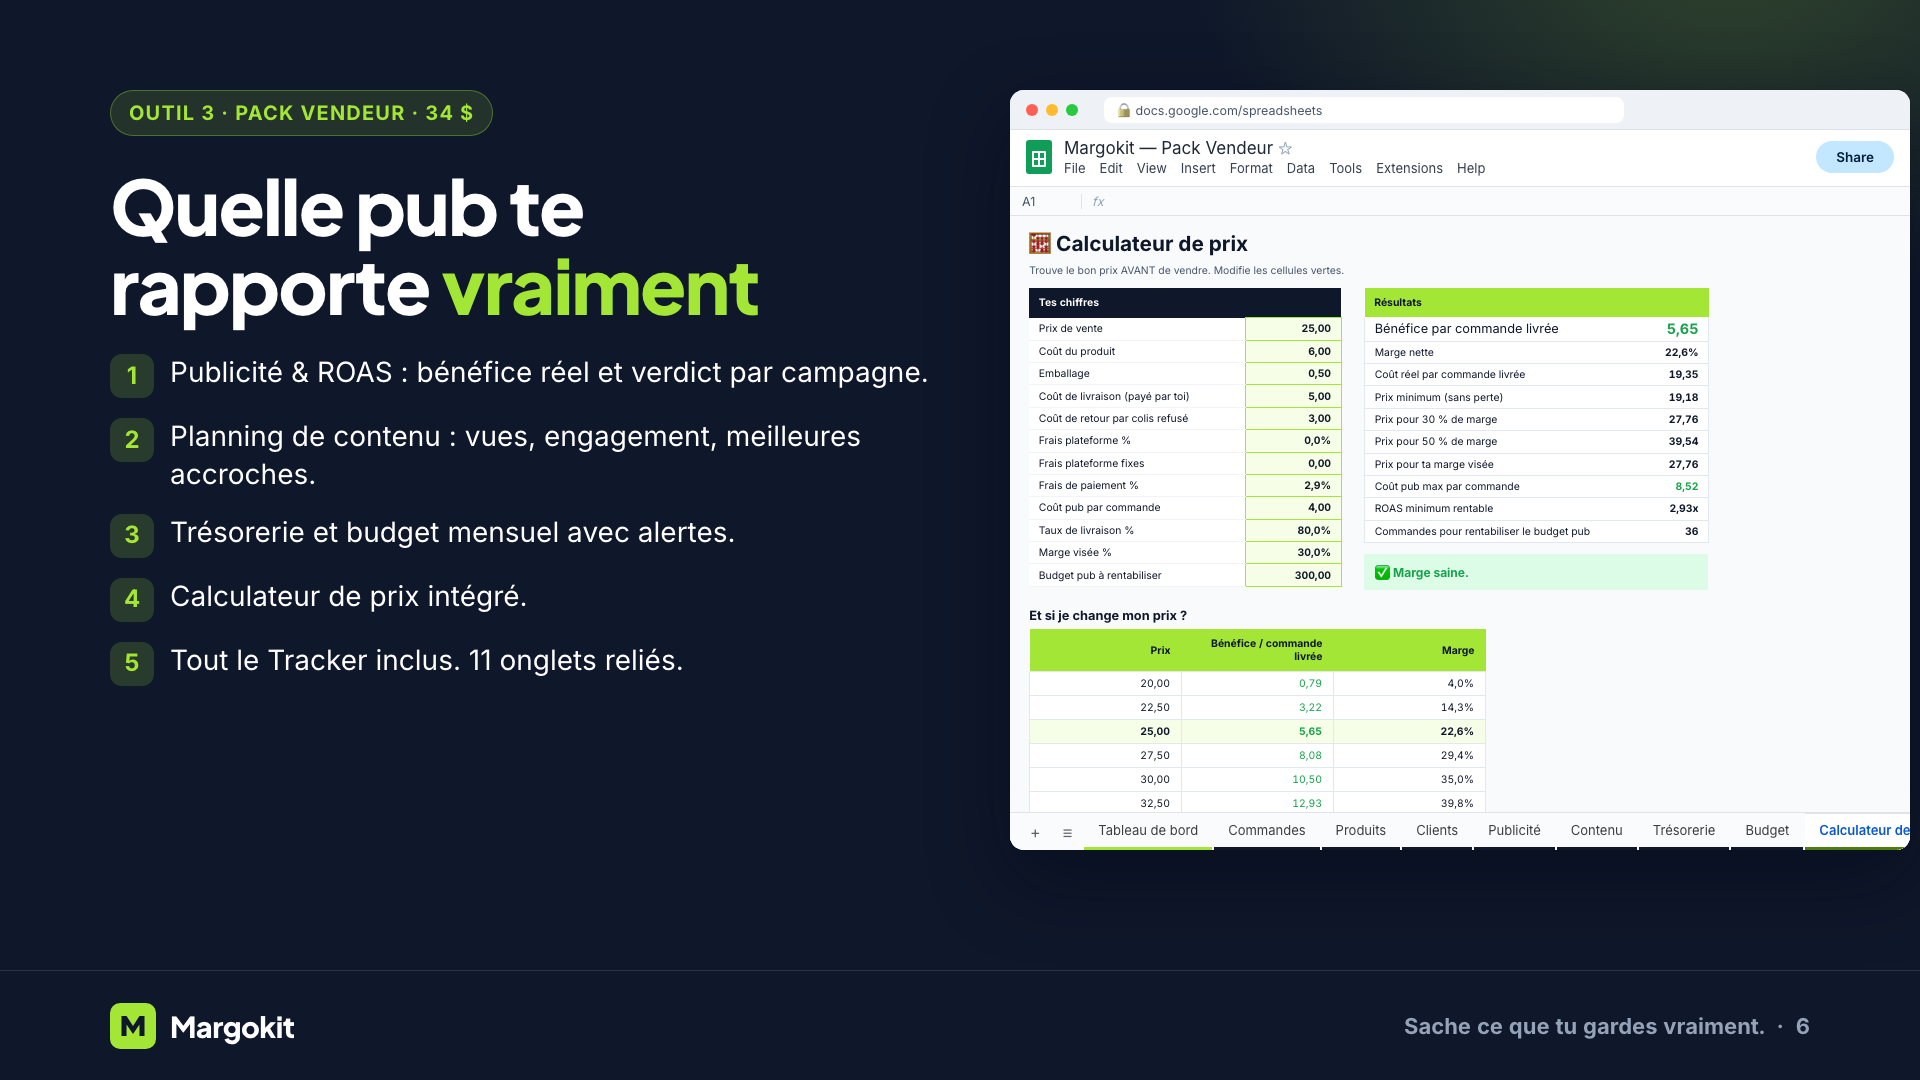 OUTIL 3 · PACK VENDEUR · 34 $
Quelle pub te
rapporte vraiment
1 Publicité & ROAS : bénéfice réel et verdict par campagne.
2 Planning de contenu : vues, engagement, meilleures
accroches.
3 Trésorerie et budget mensuel avec alertes.
4 Calculateur de prix intégré.
5 Tout le Tracker inclus. 11 onglets reliés.
docs.google.com/spreadsheets
Margokit — Pack Vendeur ☆
File Edit View Insert Format Data Tools Extensions Help
Share
A1 fx
🧮 Calculateur de prix
Trouve le bon prix AVANT de vendre. Modifie les cellules vertes.
Tes chiffres
Prix de vente 25,00
Coût du produit 6,00
Emballage 0,50
Coût de livraison (payé par toi) 5,00
Coût de retour par colis refusé 3,00
Frais plateforme % 0,0%
Frais plateforme fixes 0,00
Frais de paiement % 2,9%
Coût pub par commande 4,00
Taux de livraison % 80,0%
Marge visée % 30,0%
Budget pub à rentabiliser 300,00
Résultats
Bénéfice par commande livrée 5,65
Marge nette 22,6%
Coût réel par commande livrée 19,35
Prix minimum (sans perte) 19,18
Prix pour 30 % de marge 27,76
Prix pour 50 % de marge 39,54
Prix pour ta marge visée 27,76
Coût pub max par commande 8,52
ROAS minimum rentable 2,93x
Commandes pour rentabiliser le budget pub 36
✅ Marge saine.
Et si je change mon prix ?
Prix Bénéfice / commande livrée Marge
20,00 0,79 4,0%
22,50 3,22 14,3%
25,00 5,65 22,6%
27,50 8,08 29,4%
30,00 10,50 35,0%
32,50 12,93 39,8%
+ ≡ Tableau de bord Commandes Produits Clients Publicité Contenu Trésorerie Budget Calculateur de
M Margokit
Sache ce que tu gardes vraiment. · 6